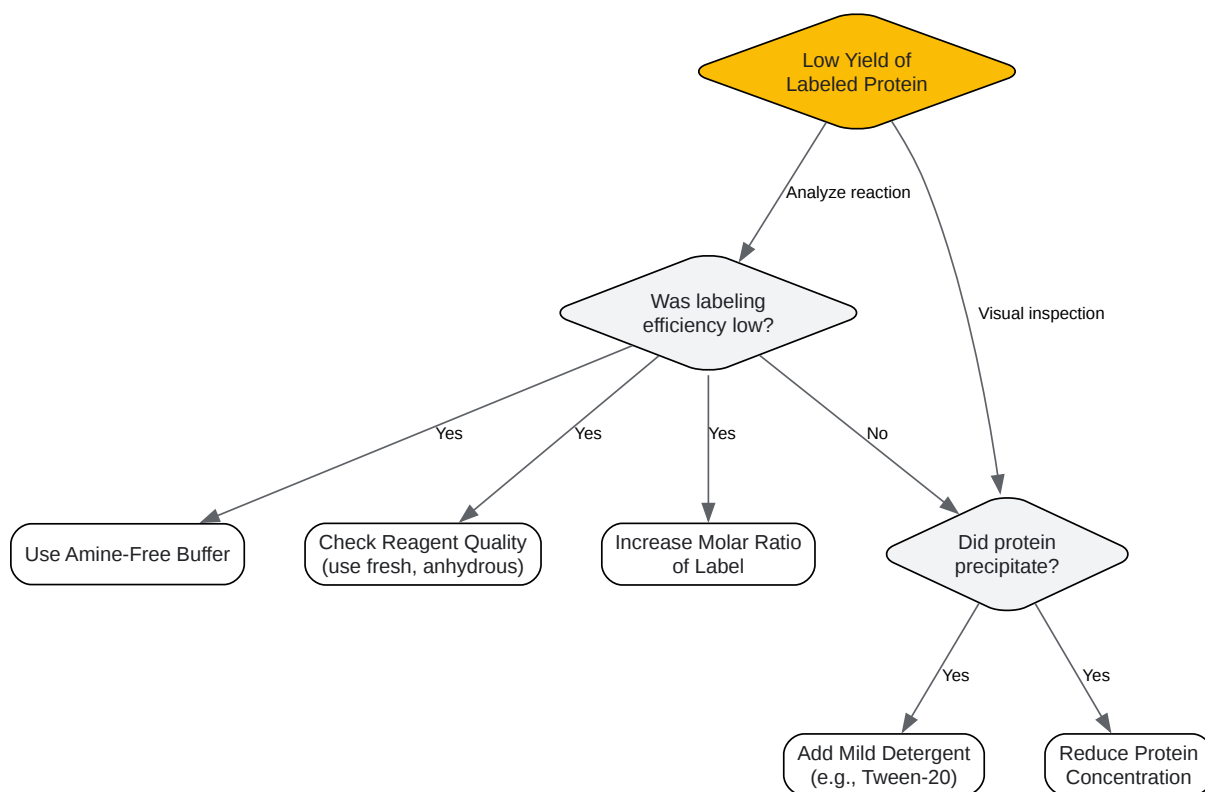 Low Yield of
Labeled Protein
Analyze reaction
Visual inspection
Was labeling
efficiency low?
Yes
Yes
Yes
No
Use Amine-Free Buffer
Check Reagent Quality
(use fresh, anhydrous)
Increase Molar Ratio
of Label
Did protein
precipitate?
Yes
Yes
Add Mild Detergent
(e.g., Tween-20)
Reduce Protein
Concentration